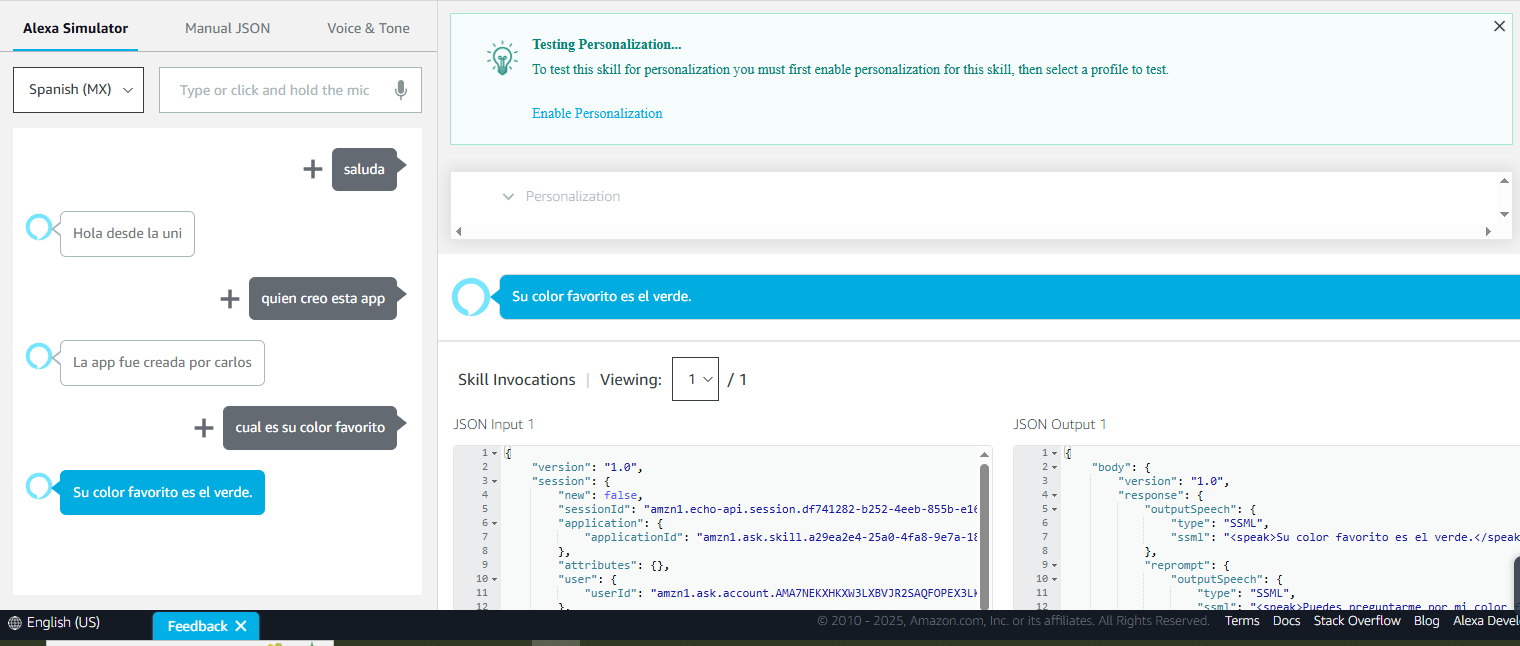 Alexa Simulator
Manual JSON
Voice & Tone
Spanish (MX)
Type or click and hold the mic
saluda
Hola desde la uni
quien creo esta app
La app fue creada por carlos
cual es su color favorito
Su color favorito es el verde.
Testing Personalization...
To test this skill for personalization you must first enable personalization for this skill, then select a profile to test.
Enable Personalization
Personalization
Su color favorito es el verde.
Skill Invocations | Viewing: 1 / 1
JSON Input 1
1 {
2 "version": "1.0",
3 "session": {
4 "new": false,
5 "sessionId": "amzn1.echo-api.session.df741282-b252-4eeb-855b-e16
6 "application": {
7 "applicationId": "amzn1.ask.skill.a29ea2e4-25a0-4fa8-9e7a-18
8 },
9 "attributes": {},
10 "user": {
11 "userId": "amzn1.ask.account.AMA7NEKXHKXW3LXBVJR2SAQFOPEX3LK
12 },
JSON Output 1
1 {
2 "body": {
3 "version": "1.0",
4 "response": {
5 "outputSpeech": {
6 "type": "SSML",
7 "ssml": "<speak>Su color favorito es el verde.</speak
8 },
9 "reprompt": {
10 "outputSpeech": {
11 "type": "SSML",
12 "ssml": "<speak>Puedes preguntarme por mi color
English (US)
Feedback
© 2010 - 2025, Amazon.com, Inc. or its affiliates. All Rights Reserved.
Terms
Docs
Stack Overflow
Blog
Alexa Devel